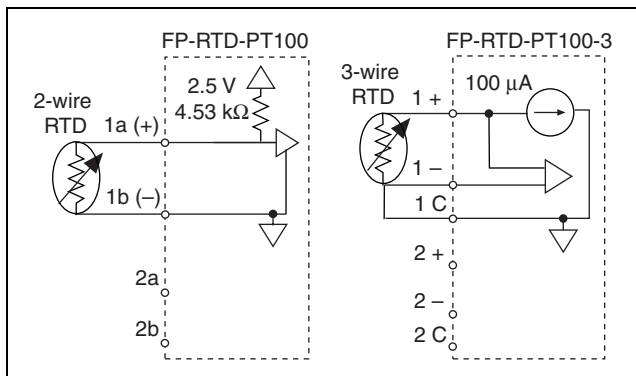 FP-RTD-PT100
2.5 V
4.53 kΩ
2-wire
RTD
1a (+)
1b (–)
2a
2b
FP-RTD-PT100-3
3-wire
RTD
100 µA
1 +
1 –
1 C
2 +
2 –
2 C